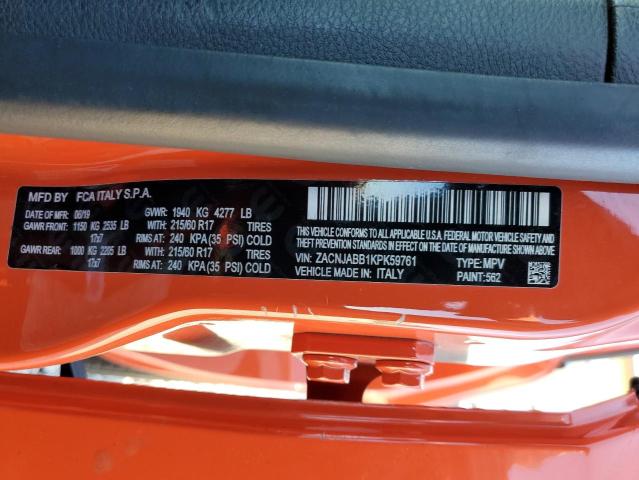 MFD BY FCA ITALY S.P.A.
DATE OF MFR 06/19 GVWR: 1940 KG 4277 LB
GAWR FRONT: 1150 KG 2535 LB WITH: 215/60 R17 TIRES
17x7 RIMS AT: 240 KPA (35 PSI) COLD
GAWR REAR: 1000 KG 2205 LB WITH: 215/60 R17 TIRES
17x7 RIMS AT: 240 KPA(35 PSI) COLD
THIS VEHICLE CONFORMS TO ALL APPLICABLE U.S.A. FEDERAL MOTOR VEHICLE SAFETY
AND THEFT PREVENTION STANDARDS IN EFFECT ON THE DATE OF MANUFACTURE SHOWN ABOVE.
VIN: ZACNJABB1KPK59761 TYPE: MPV
VEHICLE MADE IN: ITALY PAINT:562